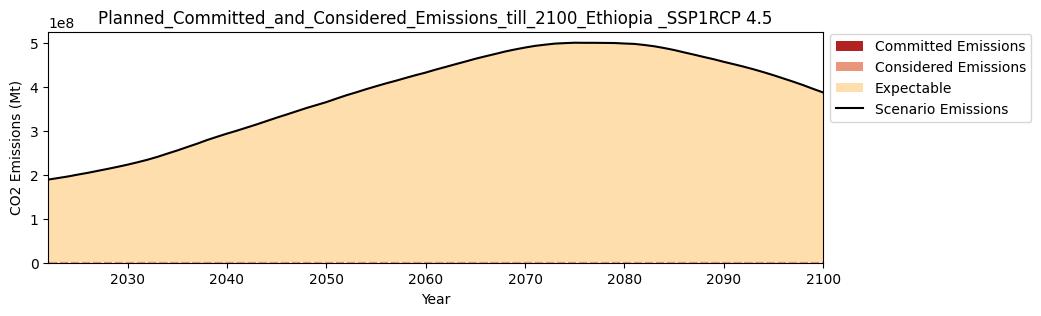 Planned_Committed_and_Considered_Emissions_till_2100_Ethiopia _SSP1RCP 4.5
1e8
5
4
3
2
1
0
CO2 Emissions (Mt)
2030 2040 2050 2060 2070 2080 2090 2100
Year
Committed Emissions
Considered Emissions
Expectable
Scenario Emissions